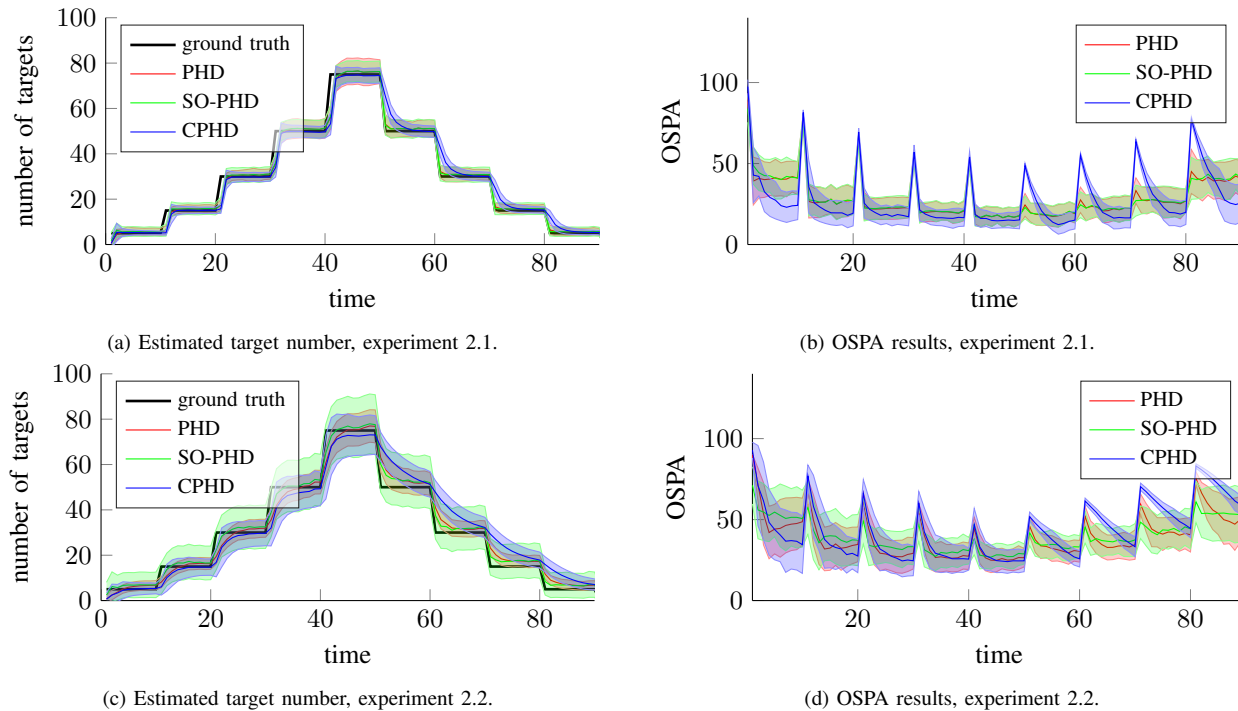 number of targets
100
80
60
40
20
0
0
20
40
60
80
time
ground truth
PHD
SO-PHD
CPHD
(a) Estimated target number, experiment 2.1.
OSPA
100
50
0
20
40
60
80
time
PHD
SO-PHD
CPHD
(b) OSPA results, experiment 2.1.
number of targets
100
80
60
40
20
0
0
20
40
60
80
time
ground truth
PHD
SO-PHD
CPHD
(c) Estimated target number, experiment 2.2.
OSPA
100
50
0
20
40
60
80
time
PHD
SO-PHD
CPHD
(d) OSPA results, experiment 2.2.